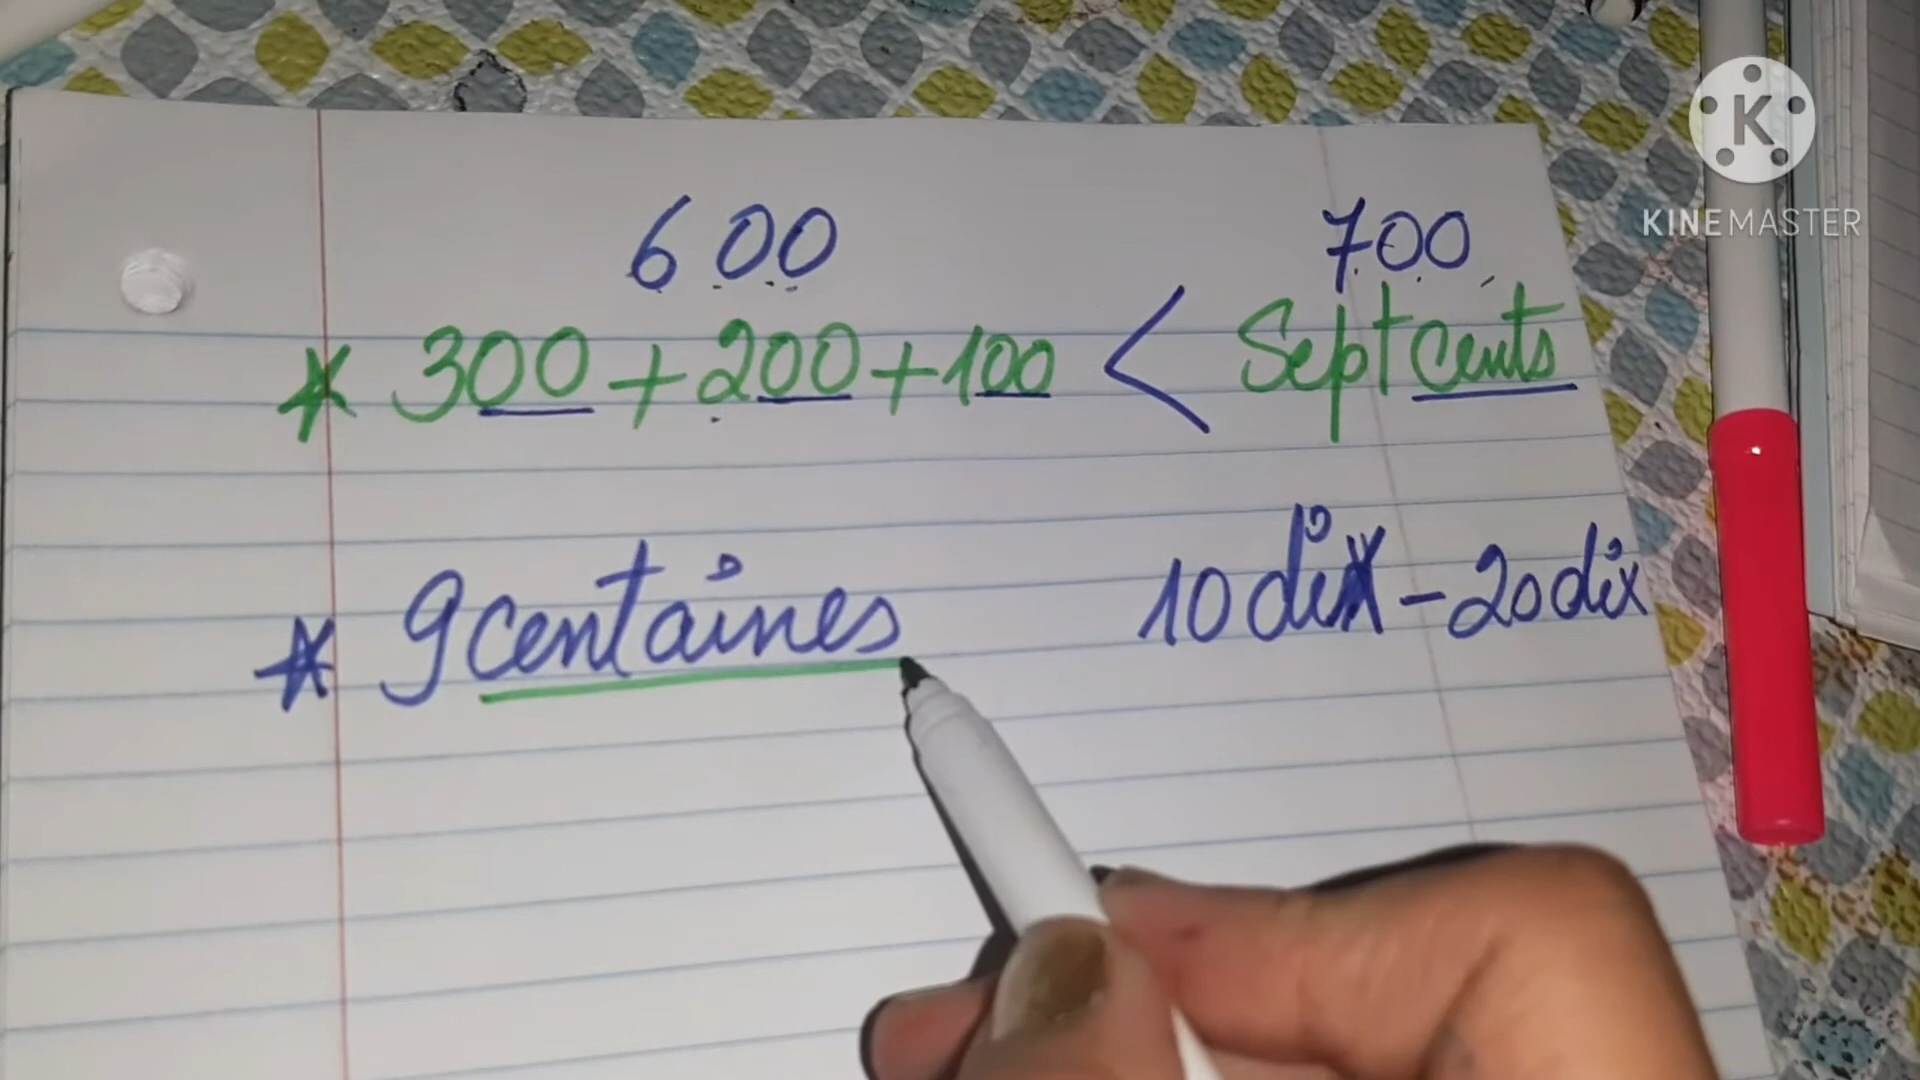 600 700
* 300 + 200 + 100 < Sept cents
* 9 centaines 10 dix - 20 dix
K
KINEMASTER